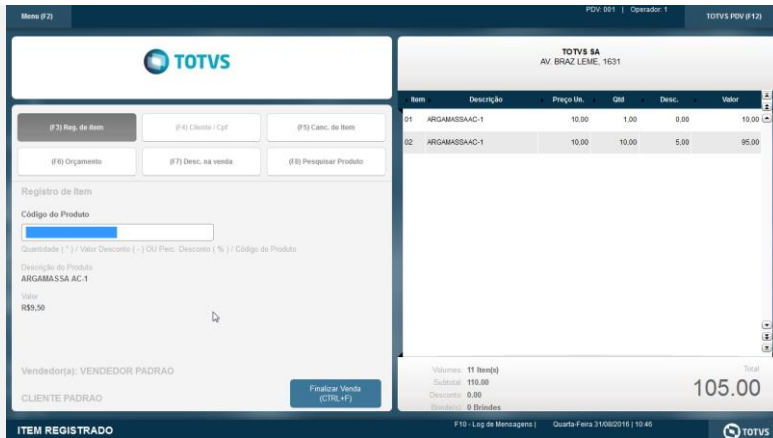 Menu (F2)
PDV: 001 | Operador: 1
TOTVS PDV (F12)
TOTVS
TOTVS SA
AV. BRAZ LEME, 1631
(F3) Reg. de Item
(F4) Cliente / Cpf
(F5) Canc. de Item
(F6) Orçamento
(F7) Desc. na venda
(F8) Pesquisar Produto
Item Descrição Preço Un. Qtd Desc. Valor
01 ARGAMASSAAC-1 10,00 1,00 0,00 10,00
02 ARGAMASSAAC-1 10,00 10,00 5,00 95,00
Registro de Item
Código do Produto
Quantidade ( * ) / Valor Desconto ( - ) OU Perc. Desconto ( % ) / Código do Produto
Descrição do Produto
ARGAMASSA AC-1
Valor
R$9,50
Vendedor(a): VENDEDOR PADRAO
CLIENTE PADRAO
Finalizar Venda
(CTRL+F)
Volumes: 11 Item(s)
Subtotal: 110.00
Desconto: 0.00
Brinde(s): 0 Brindes
Total
105.00
ITEM REGISTRADO
F10 - Log de Mensagens | Quarta-Feira 31/08/2016 | 10:46
TOTVS